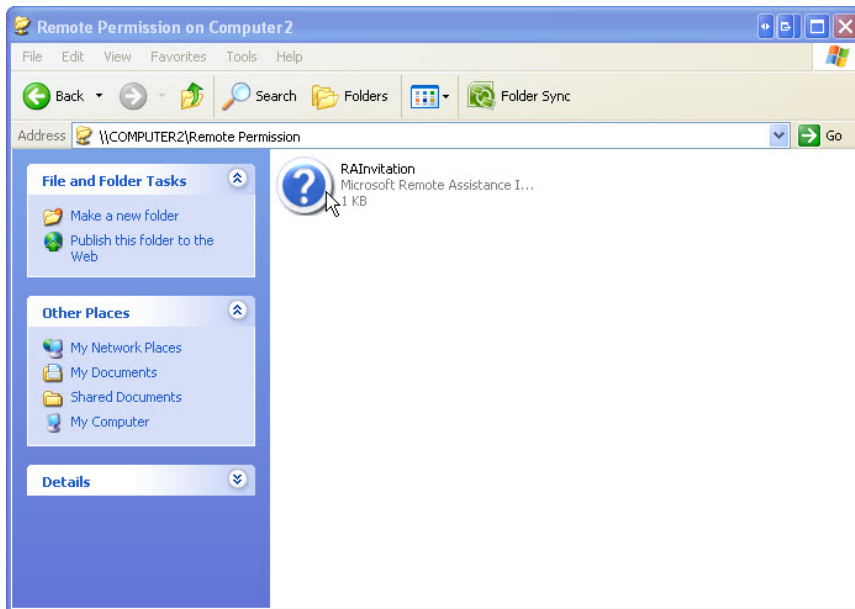 Remote Permission on Computer2
File Edit View Favorites Tools Help
Back Search Folders Folder Sync
Address \\COMPUTER2\Remote Permission Go
File and Folder Tasks
Make a new folder
Publish this folder to the
Web
Other Places
My Network Places
My Documents
Shared Documents
My Computer
Details
RAInvitation
Microsoft Remote Assistance I...
1 KB